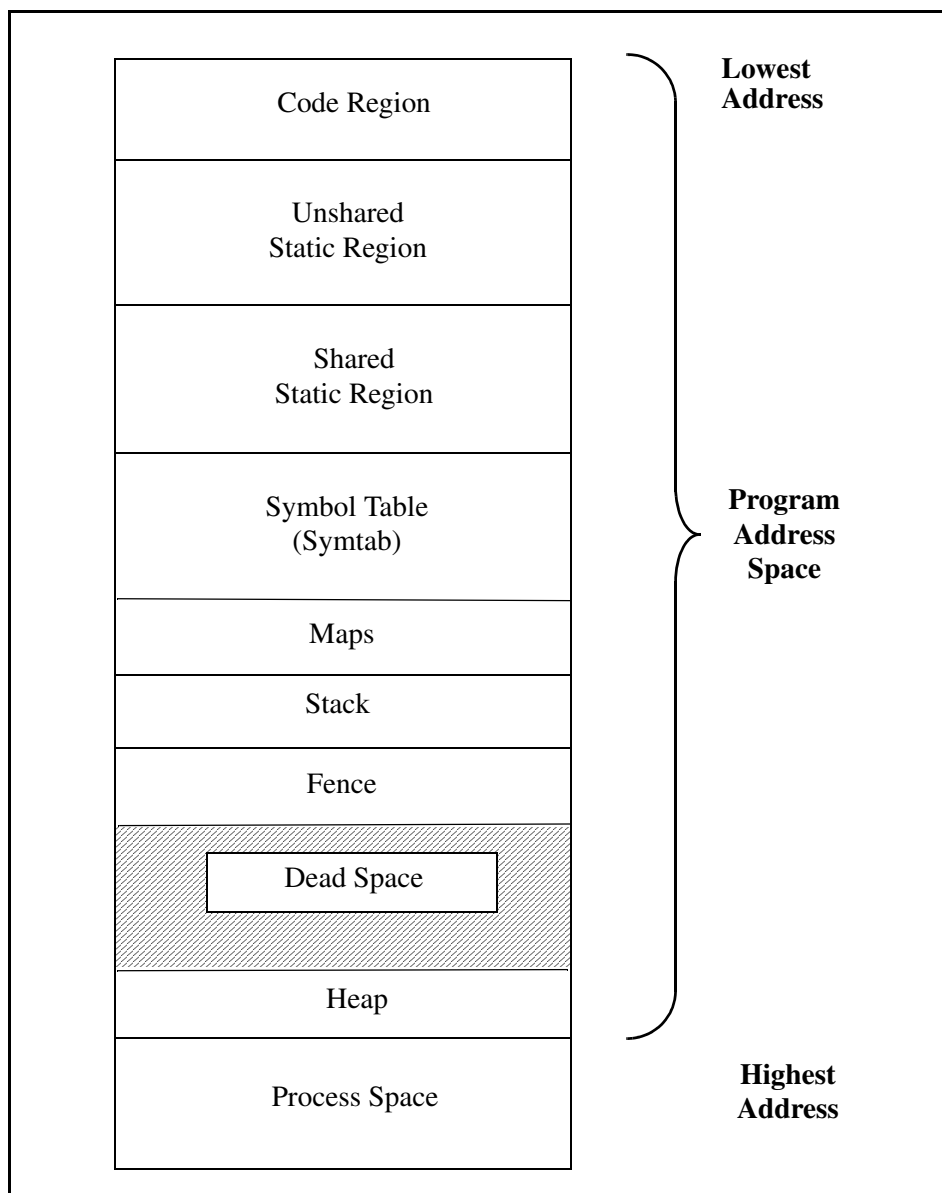 Lowest
Address
Code Region
Unshared
Static Region
Shared
Static Region
Symbol Table
(Symtab)
Program
Address
Space
Maps
Stack
Fence
Dead Space
Heap
Process Space
Highest
Address